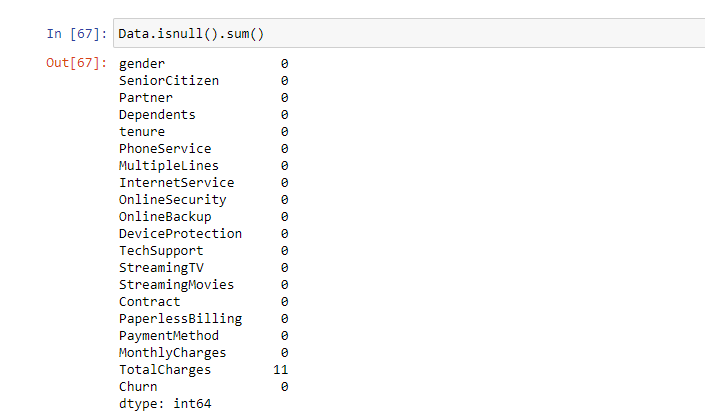 In [67]: Data.isnull().sum()
Out[67]: gender 0
SeniorCitizen 0
Partner 0
Dependents 0
tenure 0
PhoneService 0
MultipleLines 0
InternetService 0
OnlineSecurity 0
OnlineBackup 0
DeviceProtection 0
TechSupport 0
StreamingTV 0
StreamingMovies 0
Contract 0
PaperlessBilling 0
PaymentMethod 0
MonthlyCharges 0
TotalCharges 11
Churn 0
dtype: int64